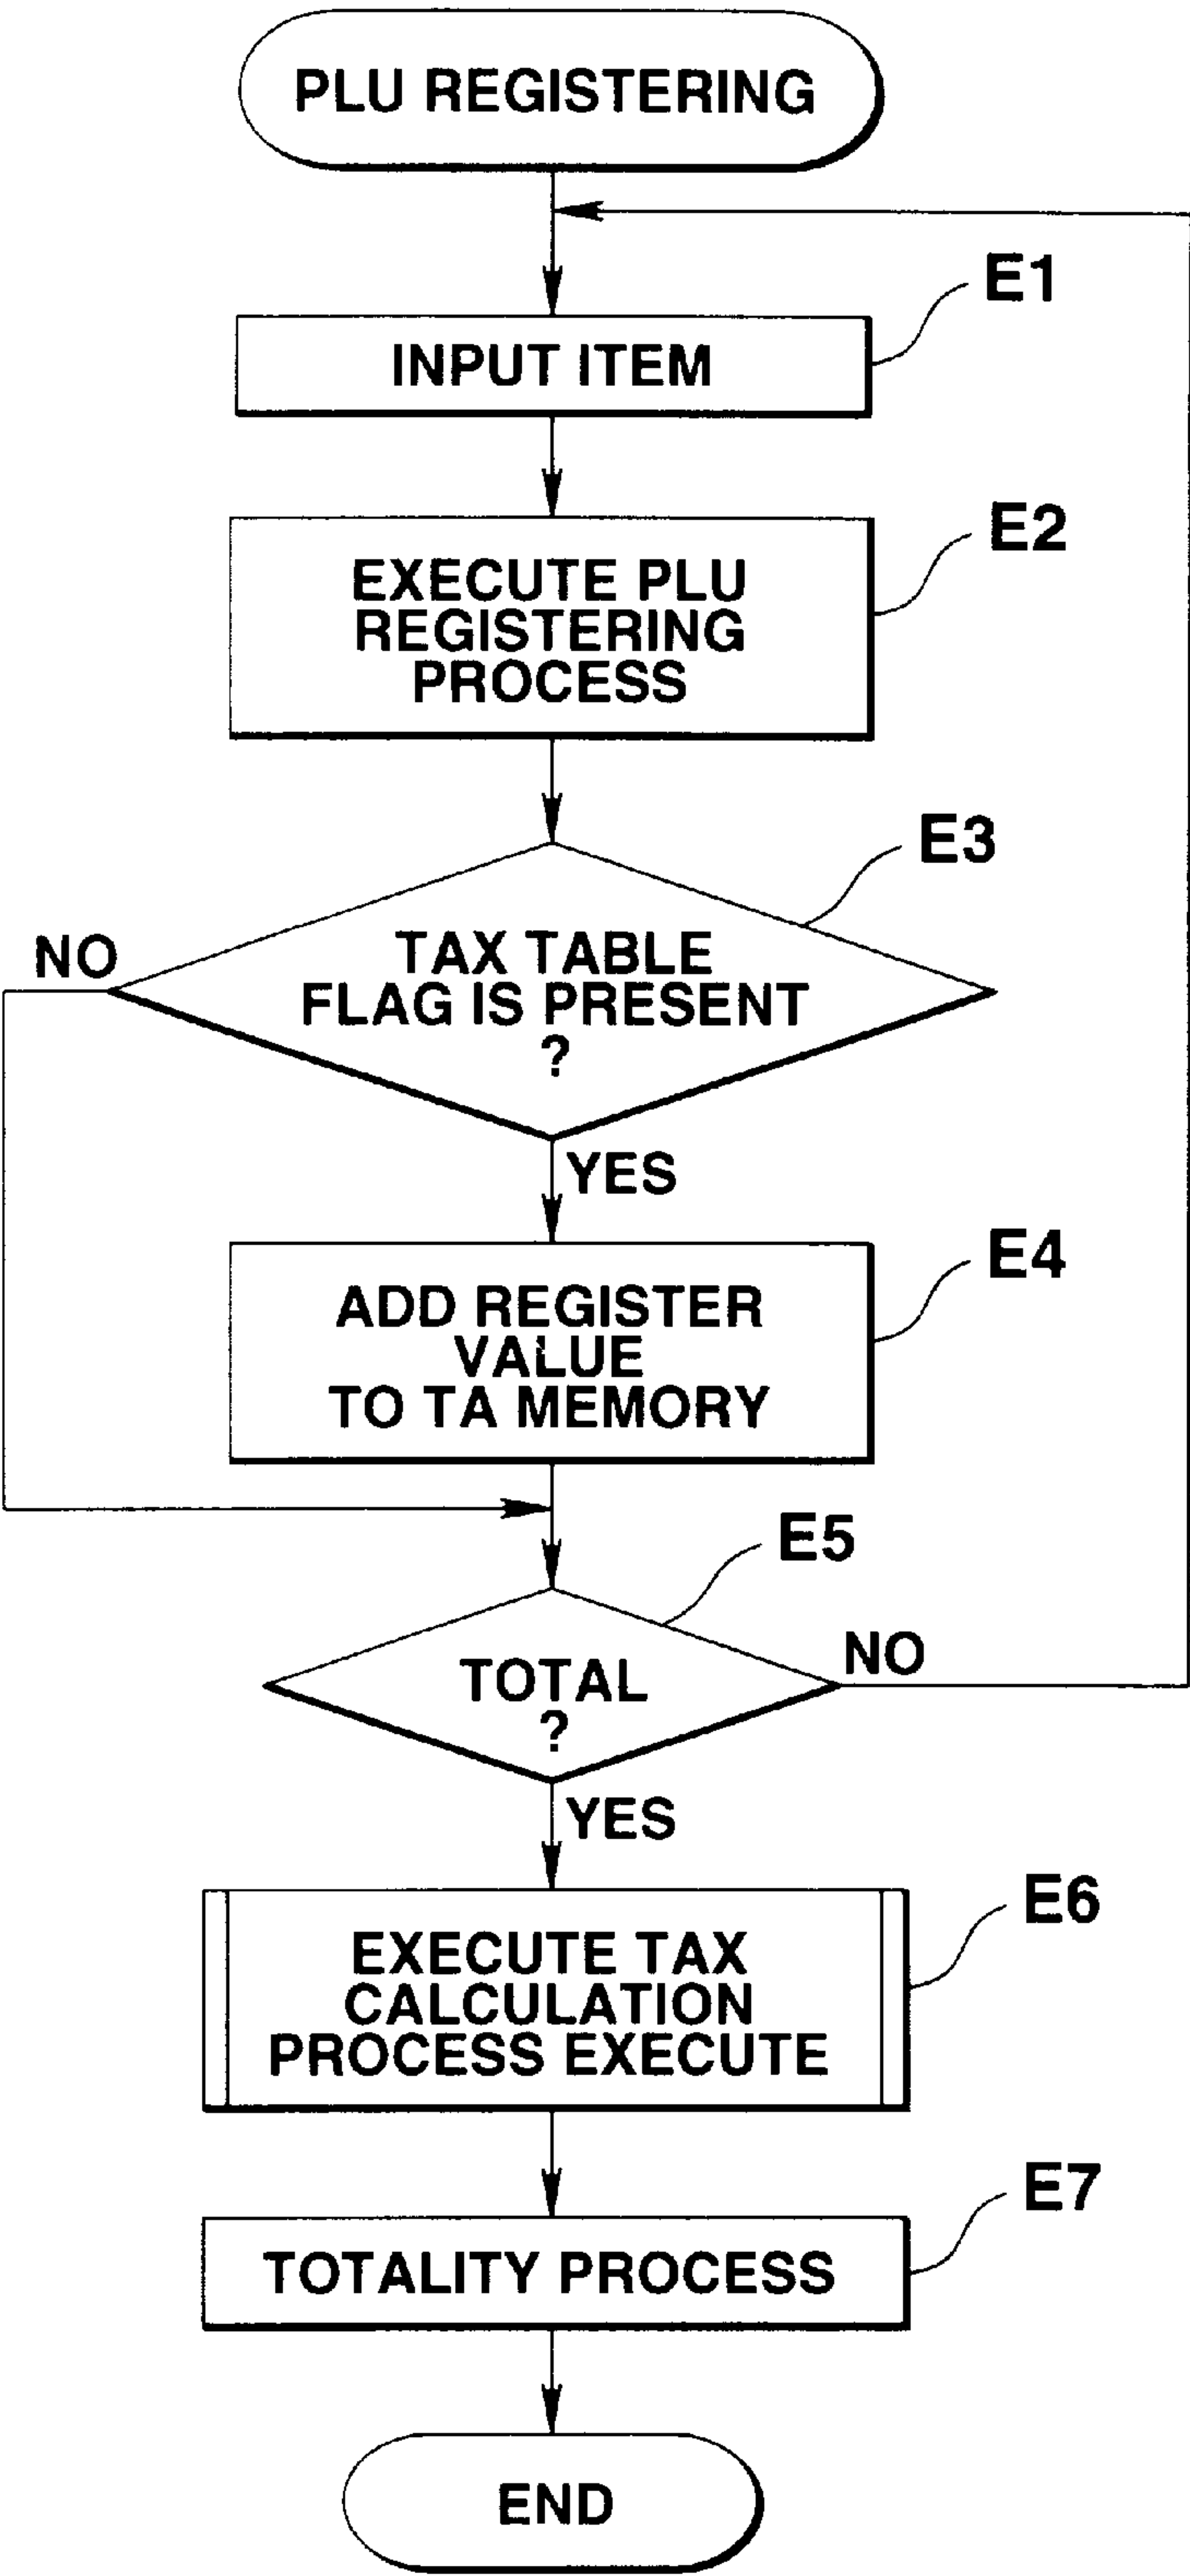 PLU REGISTERING
E1
INPUT ITEM
E2
EXECUTE PLU
REGISTERING
PROCESS
E3
NO
TAX TABLE
FLAG IS PRESENT
?
YES
E4
ADD REGISTER
VALUE
TO TA MEMORY
E5
TOTAL
?
NO
YES
E6
EXECUTE TAX
CALCULATION
PROCESS EXECUTE
E7
TOTALITY PROCESS
END